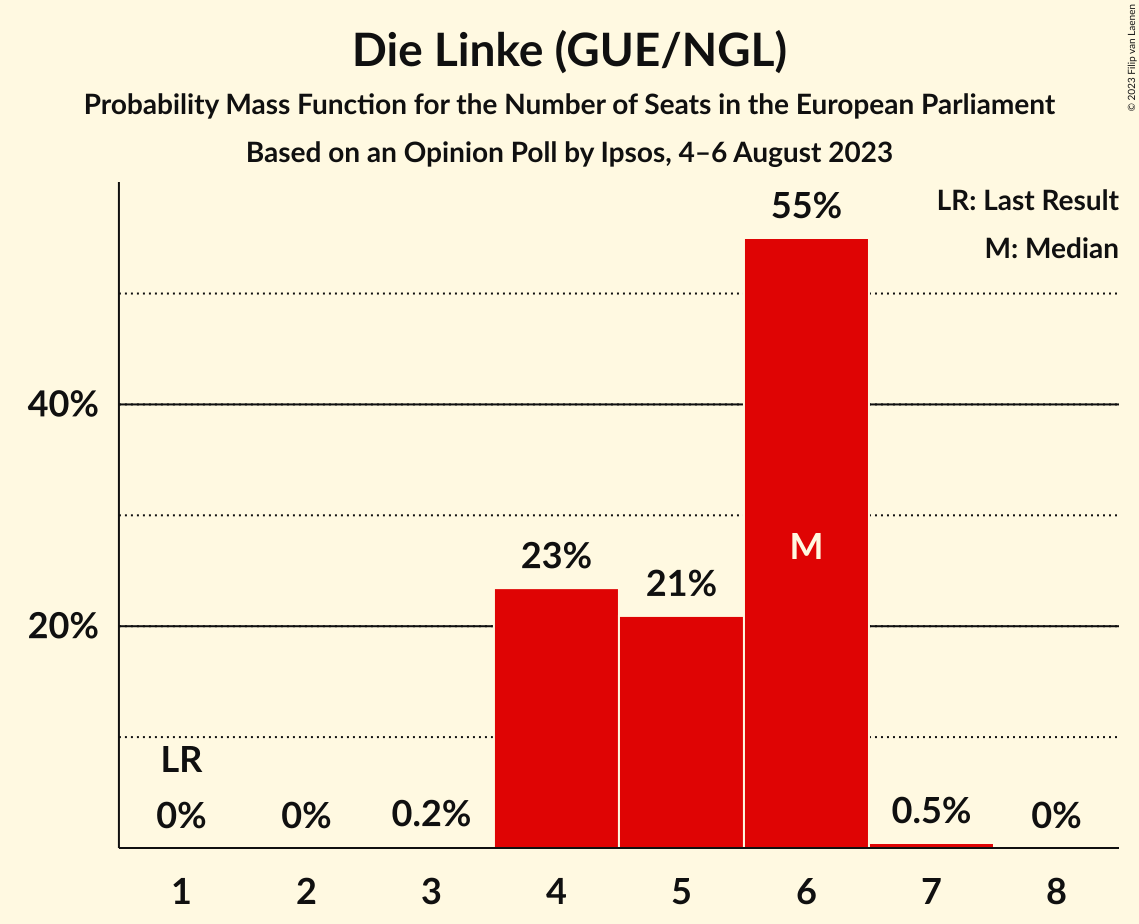 Die Linke (GUE/NGL)
Probability Mass Function for the Number of Seats in the European Parliament
Based on an Opinion Poll by Ipsos, 4–6 August 2023
© 2023 Filip van Laenen
LR: Last Result
M: Median
55%
40%
23%
21%
M
20%
LR
0%
0%
0.2%
0.5%
0%
1
2
3
4
5
6
7
8